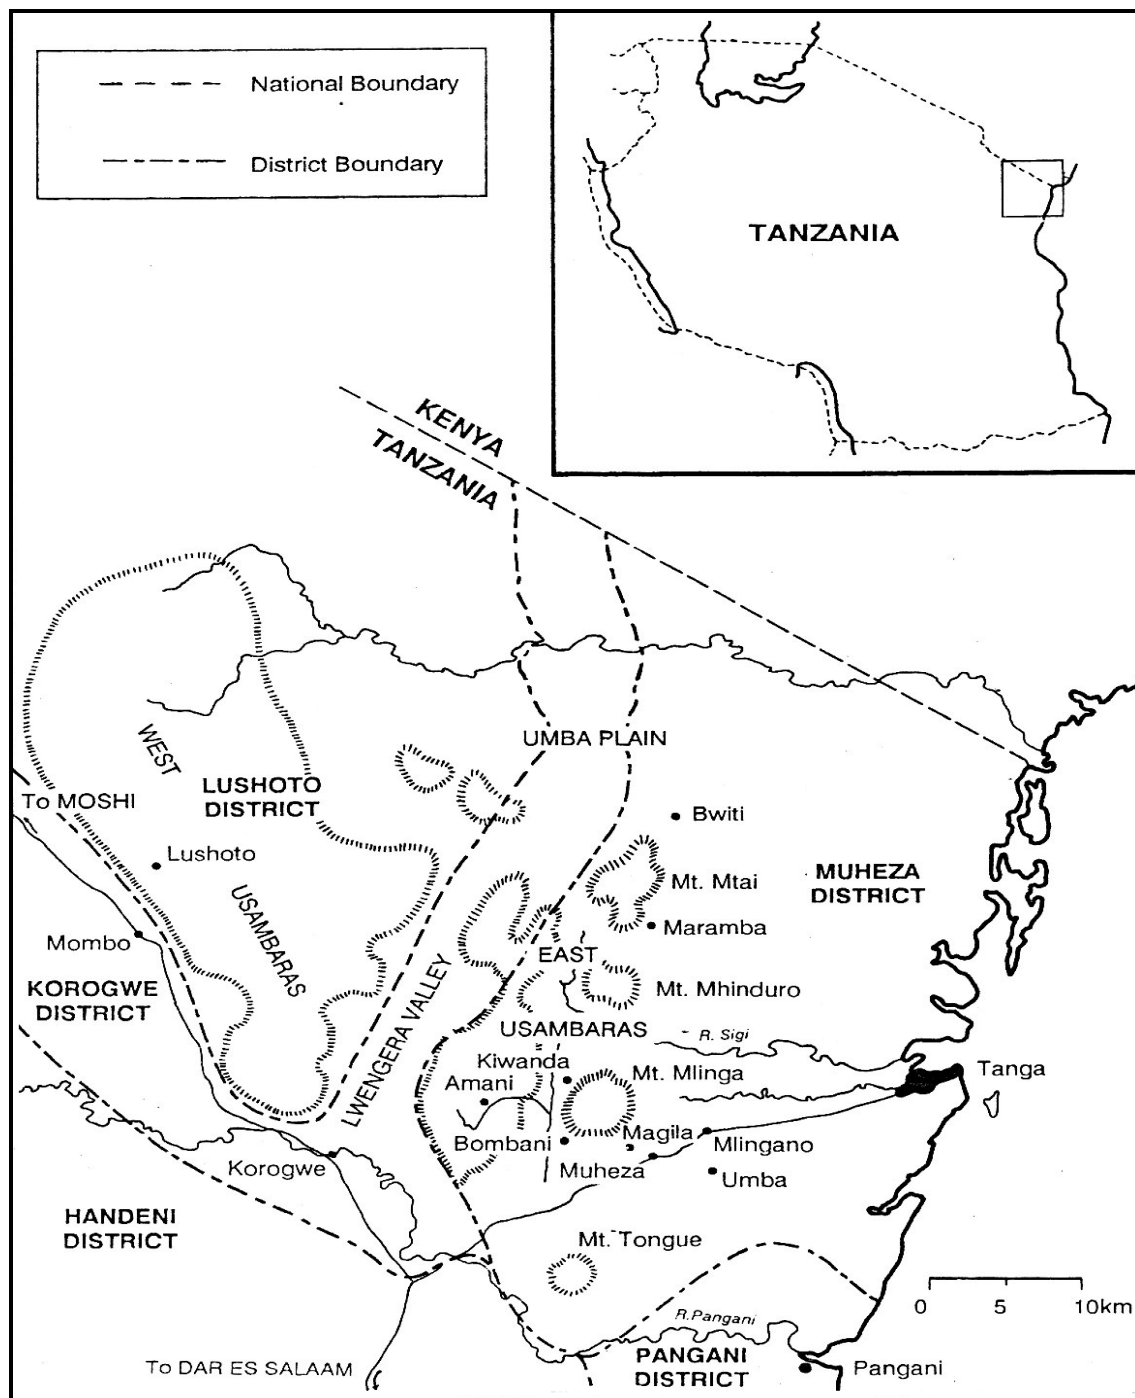 National Boundary
District Boundary
TANZANIA
KENYA
TANZANIA
UMBA PLAIN
WEST
To MOSHI
LUSHOTO
DISTRICT
Bwiti
Lushoto
Mt. Mtai
MUHEZA
DISTRICT
USAMBARAS
Maramba
Mombo
EAST
KOROGWE
DISTRICT
LWENGERA VALLEY
Mt. Mhinduro
USAMBARAS
R. Sigi
Kiwanda
Mt. Mlinga
Tanga
Amani
Bombani
Magila
Mlingano
Korogwe
Muheza
Umba
HANDENI
DISTRICT
Mt. Tongue
0 5 10km
R.Pangani
To DAR ES SALAAM
PANGANI
DISTRICT
Pangani